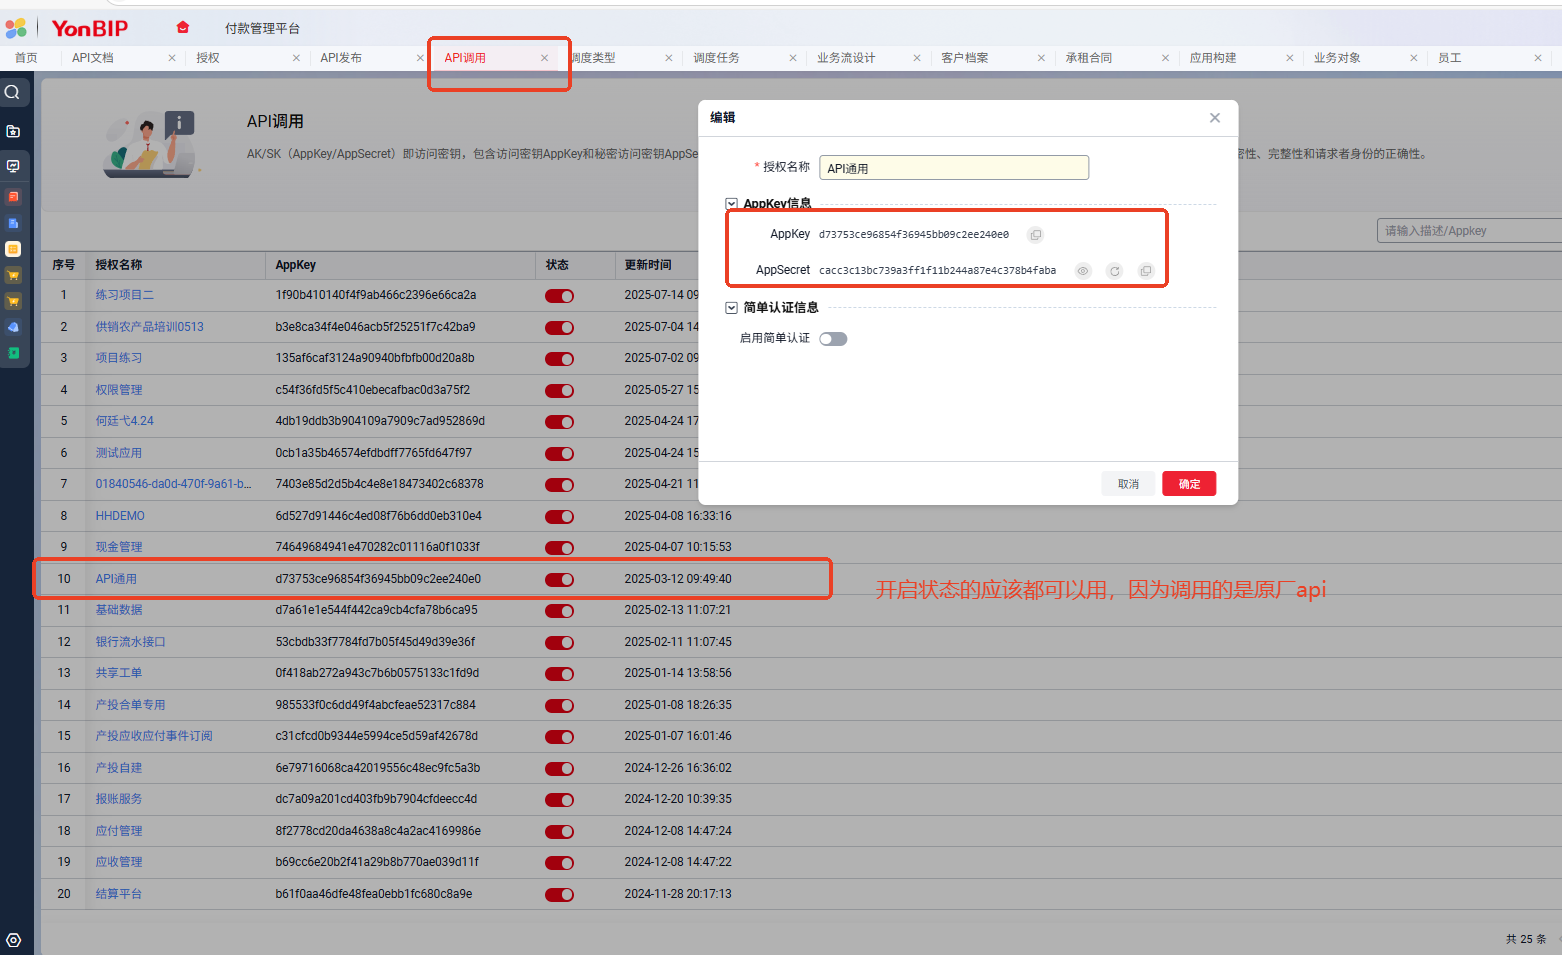 YonBIP 付款管理平台
首页 API文档 授权 API发布 API调用 调度类型 调度任务 业务流设计 客户档案 承租合同 应用构建 业务对象 员工
API调用
AK/SK（AppKey/AppSecret）即访问密钥，包含访问密钥AppKey和秘密访问密钥AppSe
密性、完整性和请求者身份的正确性。
请输入描述/Appkey
编辑
* 授权名称 API通用
AppKey信息
AppKey d73753ce96854f36945bb09c2ee240e0
AppSecret cacc3c13bc739a3ff1f11b244a87e4c378b4faba
简单认证信息
启用简单认证
取消 确定
序号 授权名称 AppKey 状态 更新时间
1 练习项目二 1f90b410140f4f9ab466c2396e66ca2a 2025-07-14 09
2 供销农产品培训0513 b3e8ca34f4e046acb5f25251f7c42ba9 2025-07-04 14
3 项目练习 135af6caf3124a90940bfbfb00d20a8b 2025-07-02 09
4 权限管理 c54f36fd5f5c410ebecafbac0d3a75f2 2025-05-27 15
5 何廷弋4.24 4db19ddb3b904109a7909c7ad952869d 2025-04-24 17
6 测试应用 0cb1a35b46574efdbdff7765fd647f97 2025-04-24 15
7 01840546-da0d-470f-9a61-b... 7403e85d2d5b4c4e8e18473402c68378 2025-04-21 11
8 HHDEMO 6d527d91446c4ed08f76b6dd0eb310e4 2025-04-08 16:33:16
9 现金管理 74649684941e470282c01116a0f1033f 2025-04-07 10:15:53
10 API通用 d73753ce96854f36945bb09c2ee240e0 2025-03-12 09:49:40
开启状态的应该都可以用，因为调用的是原厂api
11 基础数据 d7a61e1e544f442ca9cb4cfa78b6ca95 2025-02-13 11:07:21
12 银行流水接口 53cbdb33f7784fd7b05f45d49d39e36f 2025-02-11 11:07:45
13 共享工单 0f418ab272a943c7b6b0575133c1fd9d 2025-01-14 13:58:56
14 产投合单专用 985533f0c6dd49f4abcfeae52317c884 2025-01-08 18:26:35
15 产投应收应付事件订阅 c31cfcd0b9344e5994ce5d59af42678d 2025-01-07 16:01:46
16 产投自建 6e79716068ca42019556c48ec9fc5a3b 2024-12-26 16:36:02
17 报账服务 dc7a09a201cd403fb9b7904cfdeecc4d 2024-12-20 10:39:35
18 应付管理 8f2778cd20da4638a8c4a2ac4169986e 2024-12-08 14:47:24
19 应收管理 b69cc6e20b2f41a29b8b770ae039d11f 2024-12-08 14:47:22
20 结算平台 b61f0aa46dfe48fea0ebb1fc680c8a9e 2024-11-28 20:17:13
共 25 条